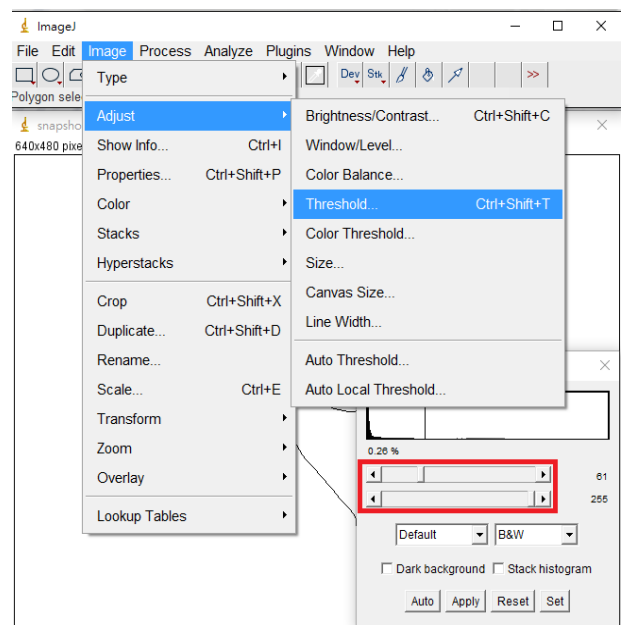 ImageJ
File Edit Image Process Analyze Plugins Window Help
Dev Stk >>
Polygon sele
snapsho
640x480 pixe
Type
Adjust
Show Info... Ctrl+I
Properties... Ctrl+Shift+P
Color
Stacks
Hyperstacks
Crop Ctrl+Shift+X
Duplicate... Ctrl+Shift+D
Rename...
Scale... Ctrl+E
Transform
Zoom
Overlay
Lookup Tables
Brightness/Contrast... Ctrl+Shift+C
Window/Level...
Color Balance...
Threshold... Ctrl+Shift+T
Color Threshold...
Size...
Canvas Size...
Line Width...
Auto Threshold...
Auto Local Threshold...
0.26 %
61
255
Default B&W
Dark background Stack histogram
Auto Apply Reset Set